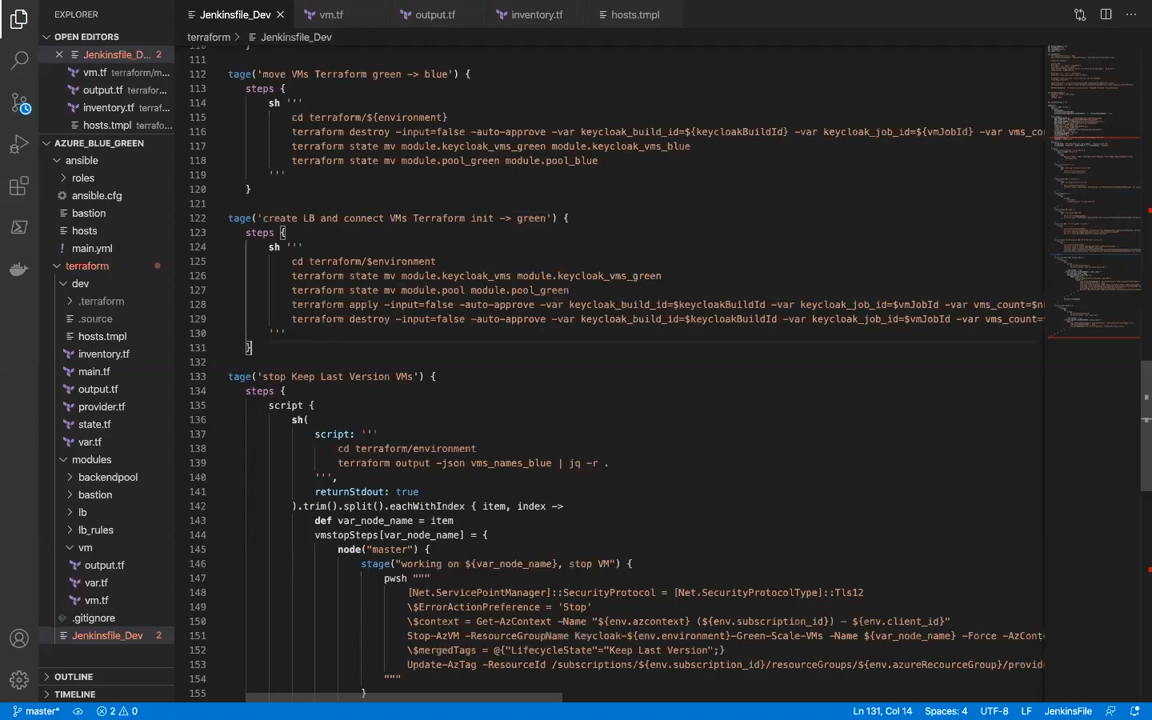 EXPLORER
OPEN EDITORS
Jenkinsfile_D... 2
vm.tf terraform/m...
output.tf terrafor...
inventory.tf terraf...
hosts.tmpl terrafo...
AZURE_BLUE_GREEN
ansible
roles
ansible.cfg
bastion
hosts
main.yml
terraform
dev
.terraform
.source
hosts.tmpl
inventory.tf
main.tf
output.tf
provider.tf
state.tf
var.tf
modules
backendpool
bastion
lb
lb_rules
vm
output.tf
var.tf
vm.tf
.gitignore
Jenkinsfile_Dev 2
OUTLINE
TIMELINE
Jenkinsfile_Dev vm.tf output.tf inventory.tf hosts.tmpl
terraform > Jenkinsfile_Dev
111
112 tage('move VMs Terraform green -> blue') {
113 steps {
114 sh '''
115 cd terraform/${environment}
116 terraform destroy -input=false -auto-approve -var keycloak_build_id=${keycloakBuildId} -var keycloak_job_id=${vmJobId} -var vms_co
117 terraform state mv module.keycloak_vms_green module.keycloak_vms_blue
118 terraform state mv module.pool_green module.pool_blue
119 '''
120 }
121
122 tage('create LB and connect VMs Terraform init -> green') {
123 steps {
124 sh '''
125 cd terraform/$environment
126 terraform state mv module.keycloak_vms module.keycloak_vms_green
127 terraform state mv module.pool module.pool_green
128 terraform apply -input=false -auto-approve -var keycloak_build_id=$keycloakBuildId -var keycloak_job_id=$vmJobId -var vms_count=$n
129 terraform destroy -input=false -auto-approve -var keycloak_build_id=$keycloakBuildId -var keycloak_job_id=$vmJobId -var vms_count=
130 '''
131 }
132
133 tage('stop Keep Last Version VMs') {
134 steps {
135 script {
136 sh(
137 script: '''
138 cd terraform/environment
139 terraform output -json vms_names_blue | jq -r .
140 ''',
141 returnStdout: true
142 ).trim().split().eachWithIndex { item, index ->
143 def var_node_name = item
144 vmstopSteps[var_node_name] = {
145 node("master") {
146 stage("working on ${var_node_name}, stop VM") {
147 pwsh """
148 [Net.ServicePointManager]::SecurityProtocol = [Net.SecurityProtocolType]::Tls12
149 \$ErrorActionPreference = 'Stop'
150 \$context = Get-AzContext -Name "${env.azcontext} (${env.subscription_id}) - ${env.client_id}"
151 Stop-AzVM -ResourceGroupName Keycloak-${env.environment}-Green-Scale-VMs -Name ${var_node_name} -Force -AzConte
152 \$mergedTags = @{"LifecycleState"="Keep Last Version";}
153 Update-AzTag -ResourceId /subscriptions/${env.subscription_id}/resourceGroups/${env.azureRecourceGroup}/provid
154 """
155 }
master* 2 0 Ln 131, Col 14 Spaces: 4 UTF-8 LF JenkinsFile